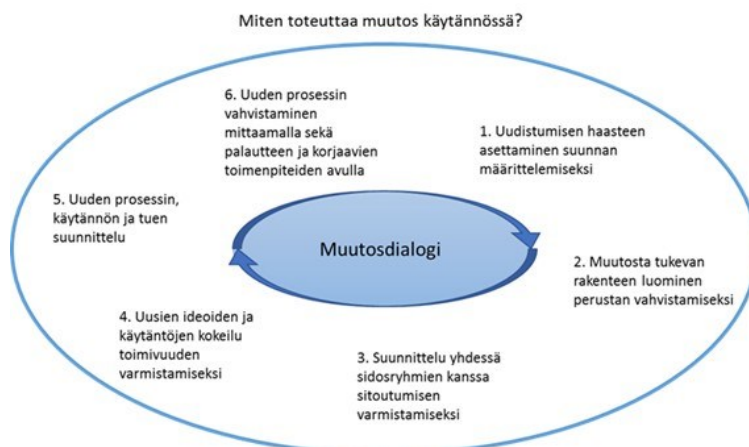 Miten toteuttaa muutos käytännössä?
6. Uuden prosessin
vahvistaminen
mittaamalla sekä
palautteen ja korjaavien
toimenpiteiden avulla
1. Uudistumisen haasteen
asettaminen suunnan
määrittelemiseksi
5. Uuden prosessin,
käytännön ja tuen
suunnittelu
Muutosdialogi
2. Muutosta tukevan
rakenteen luominen
perustan vahvistamiseksi
4. Uusien ideoiden ja
käytäntöjen kokeilu
toimivuuden
varmistamiseksi
3. Suunnittelu yhdessä
sidosryhmien kanssa
sitoutumisen
varmistamiseksi